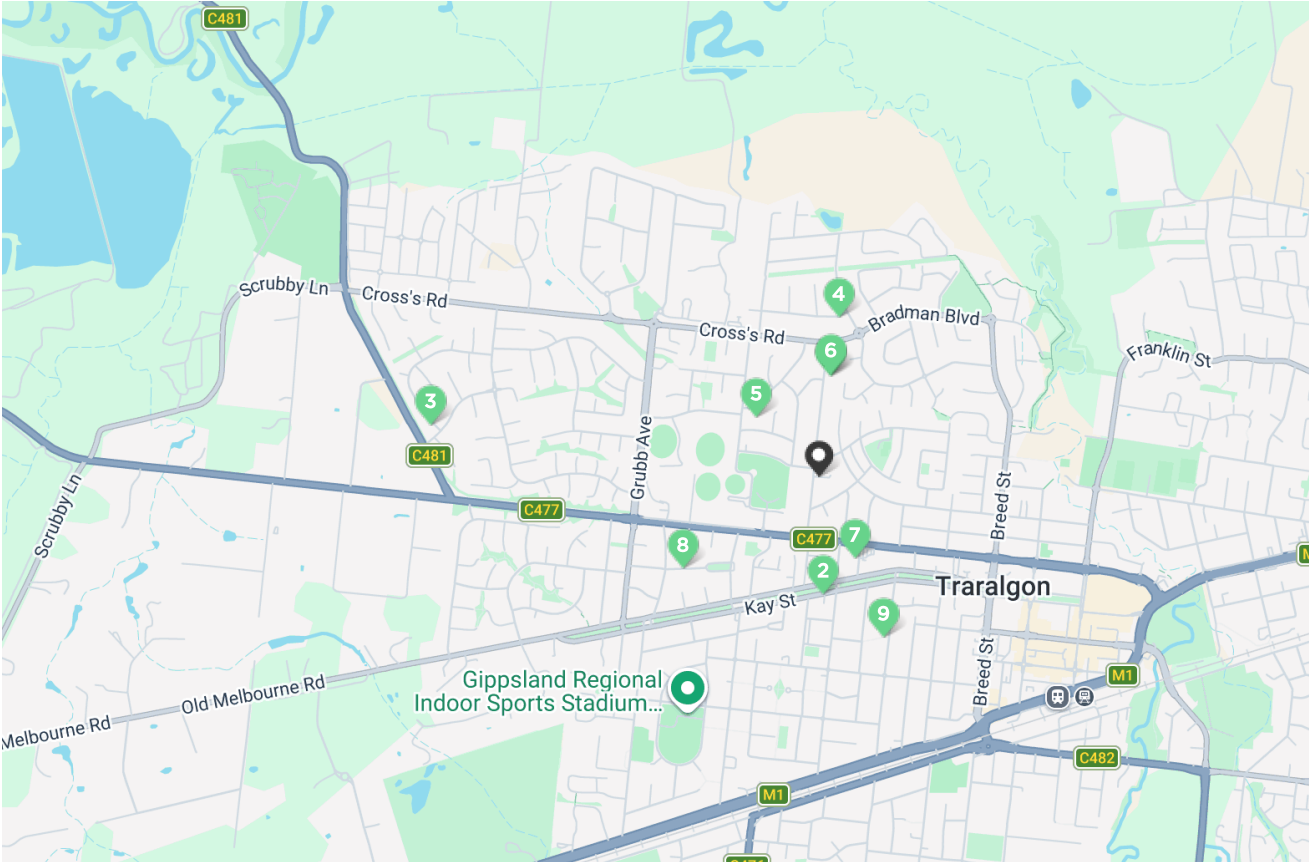 C481
Scrubby Ln
Cross's Rd
4
Bradman Blvd
Cross's Rd
6
Franklin St
3
5
Grubb Ave
C481
Scrubby Ln
Breed St
C477
C477
7
8
2
Traralgon
Kay St
9
Breed St
Gippsland Regional
Indoor Sports Stadium...
M1
Old Melbourne Rd
Melbourne Rd
C482
M1